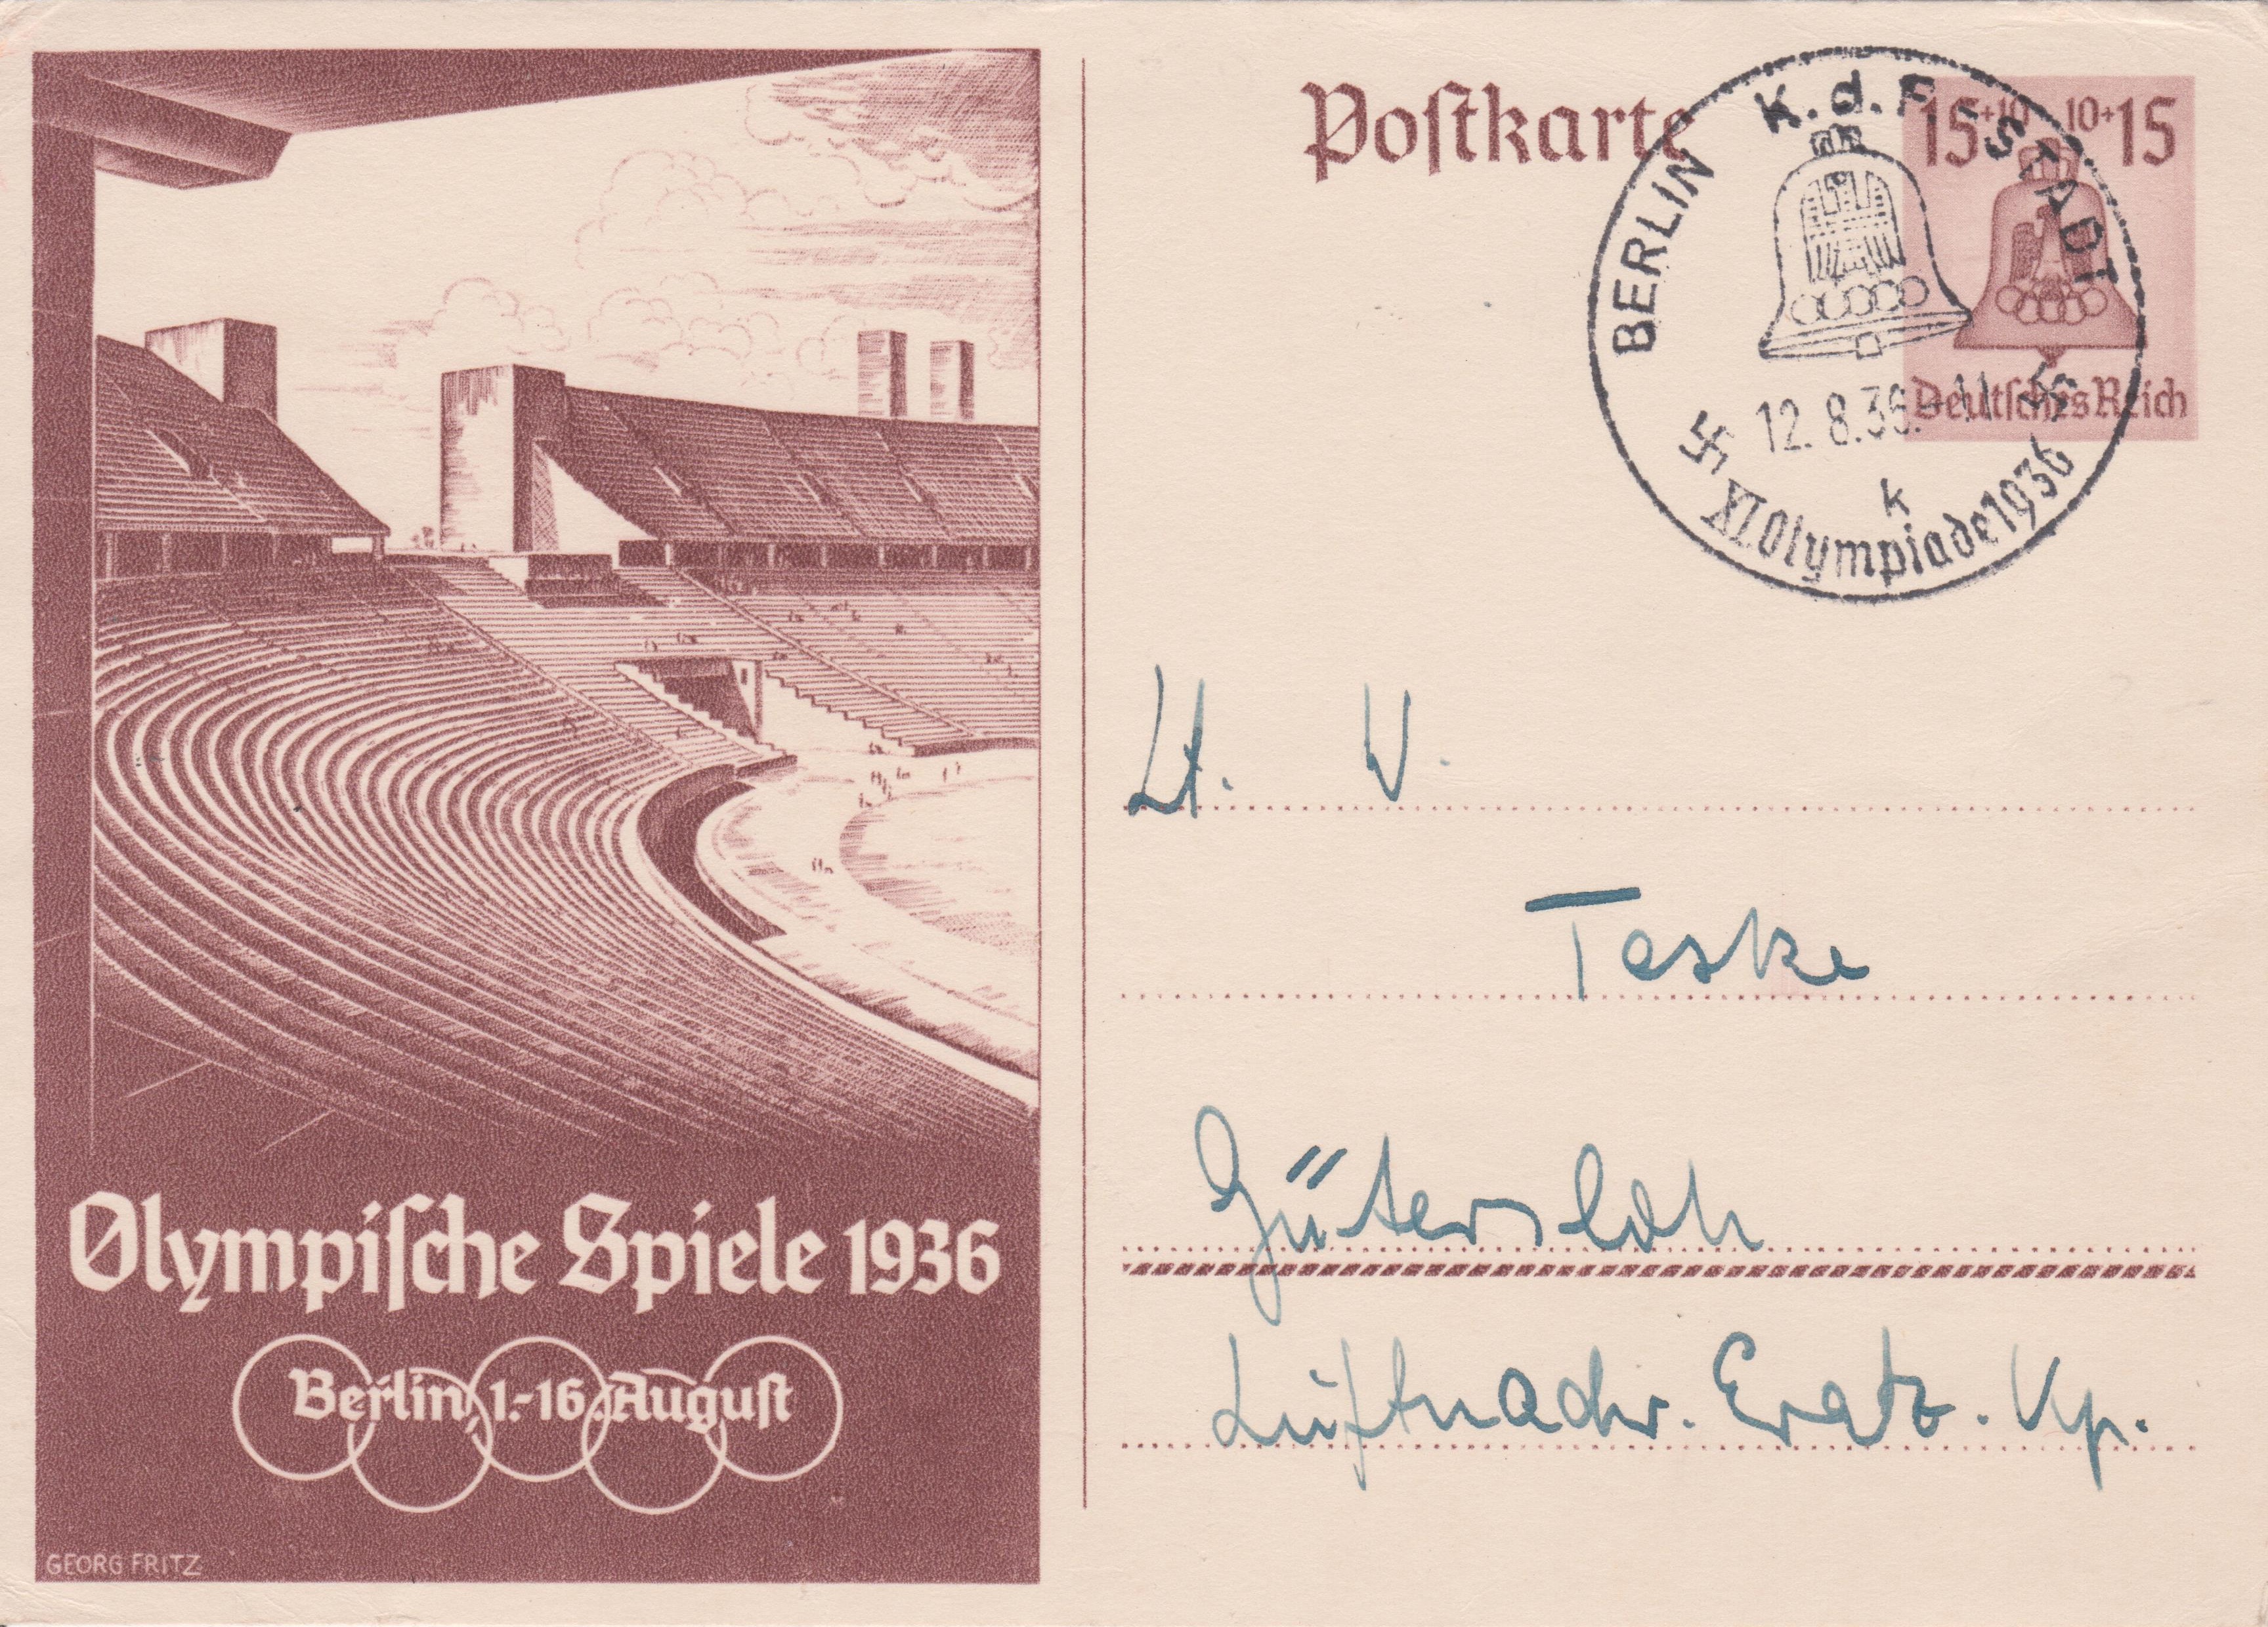 Olympiſche Spiele 1936
Berlin, 1.-16. August
GEORG FRITZ
Poſtkarte
15+10 10+15
Deutſches Reich
BERLIN K.d.F. STADT
12.8.36.-11
k
XI. Olympiade 1936
Lt. W.
Teske
Gütersloh
Luftnachr. Ersatz. Kp.